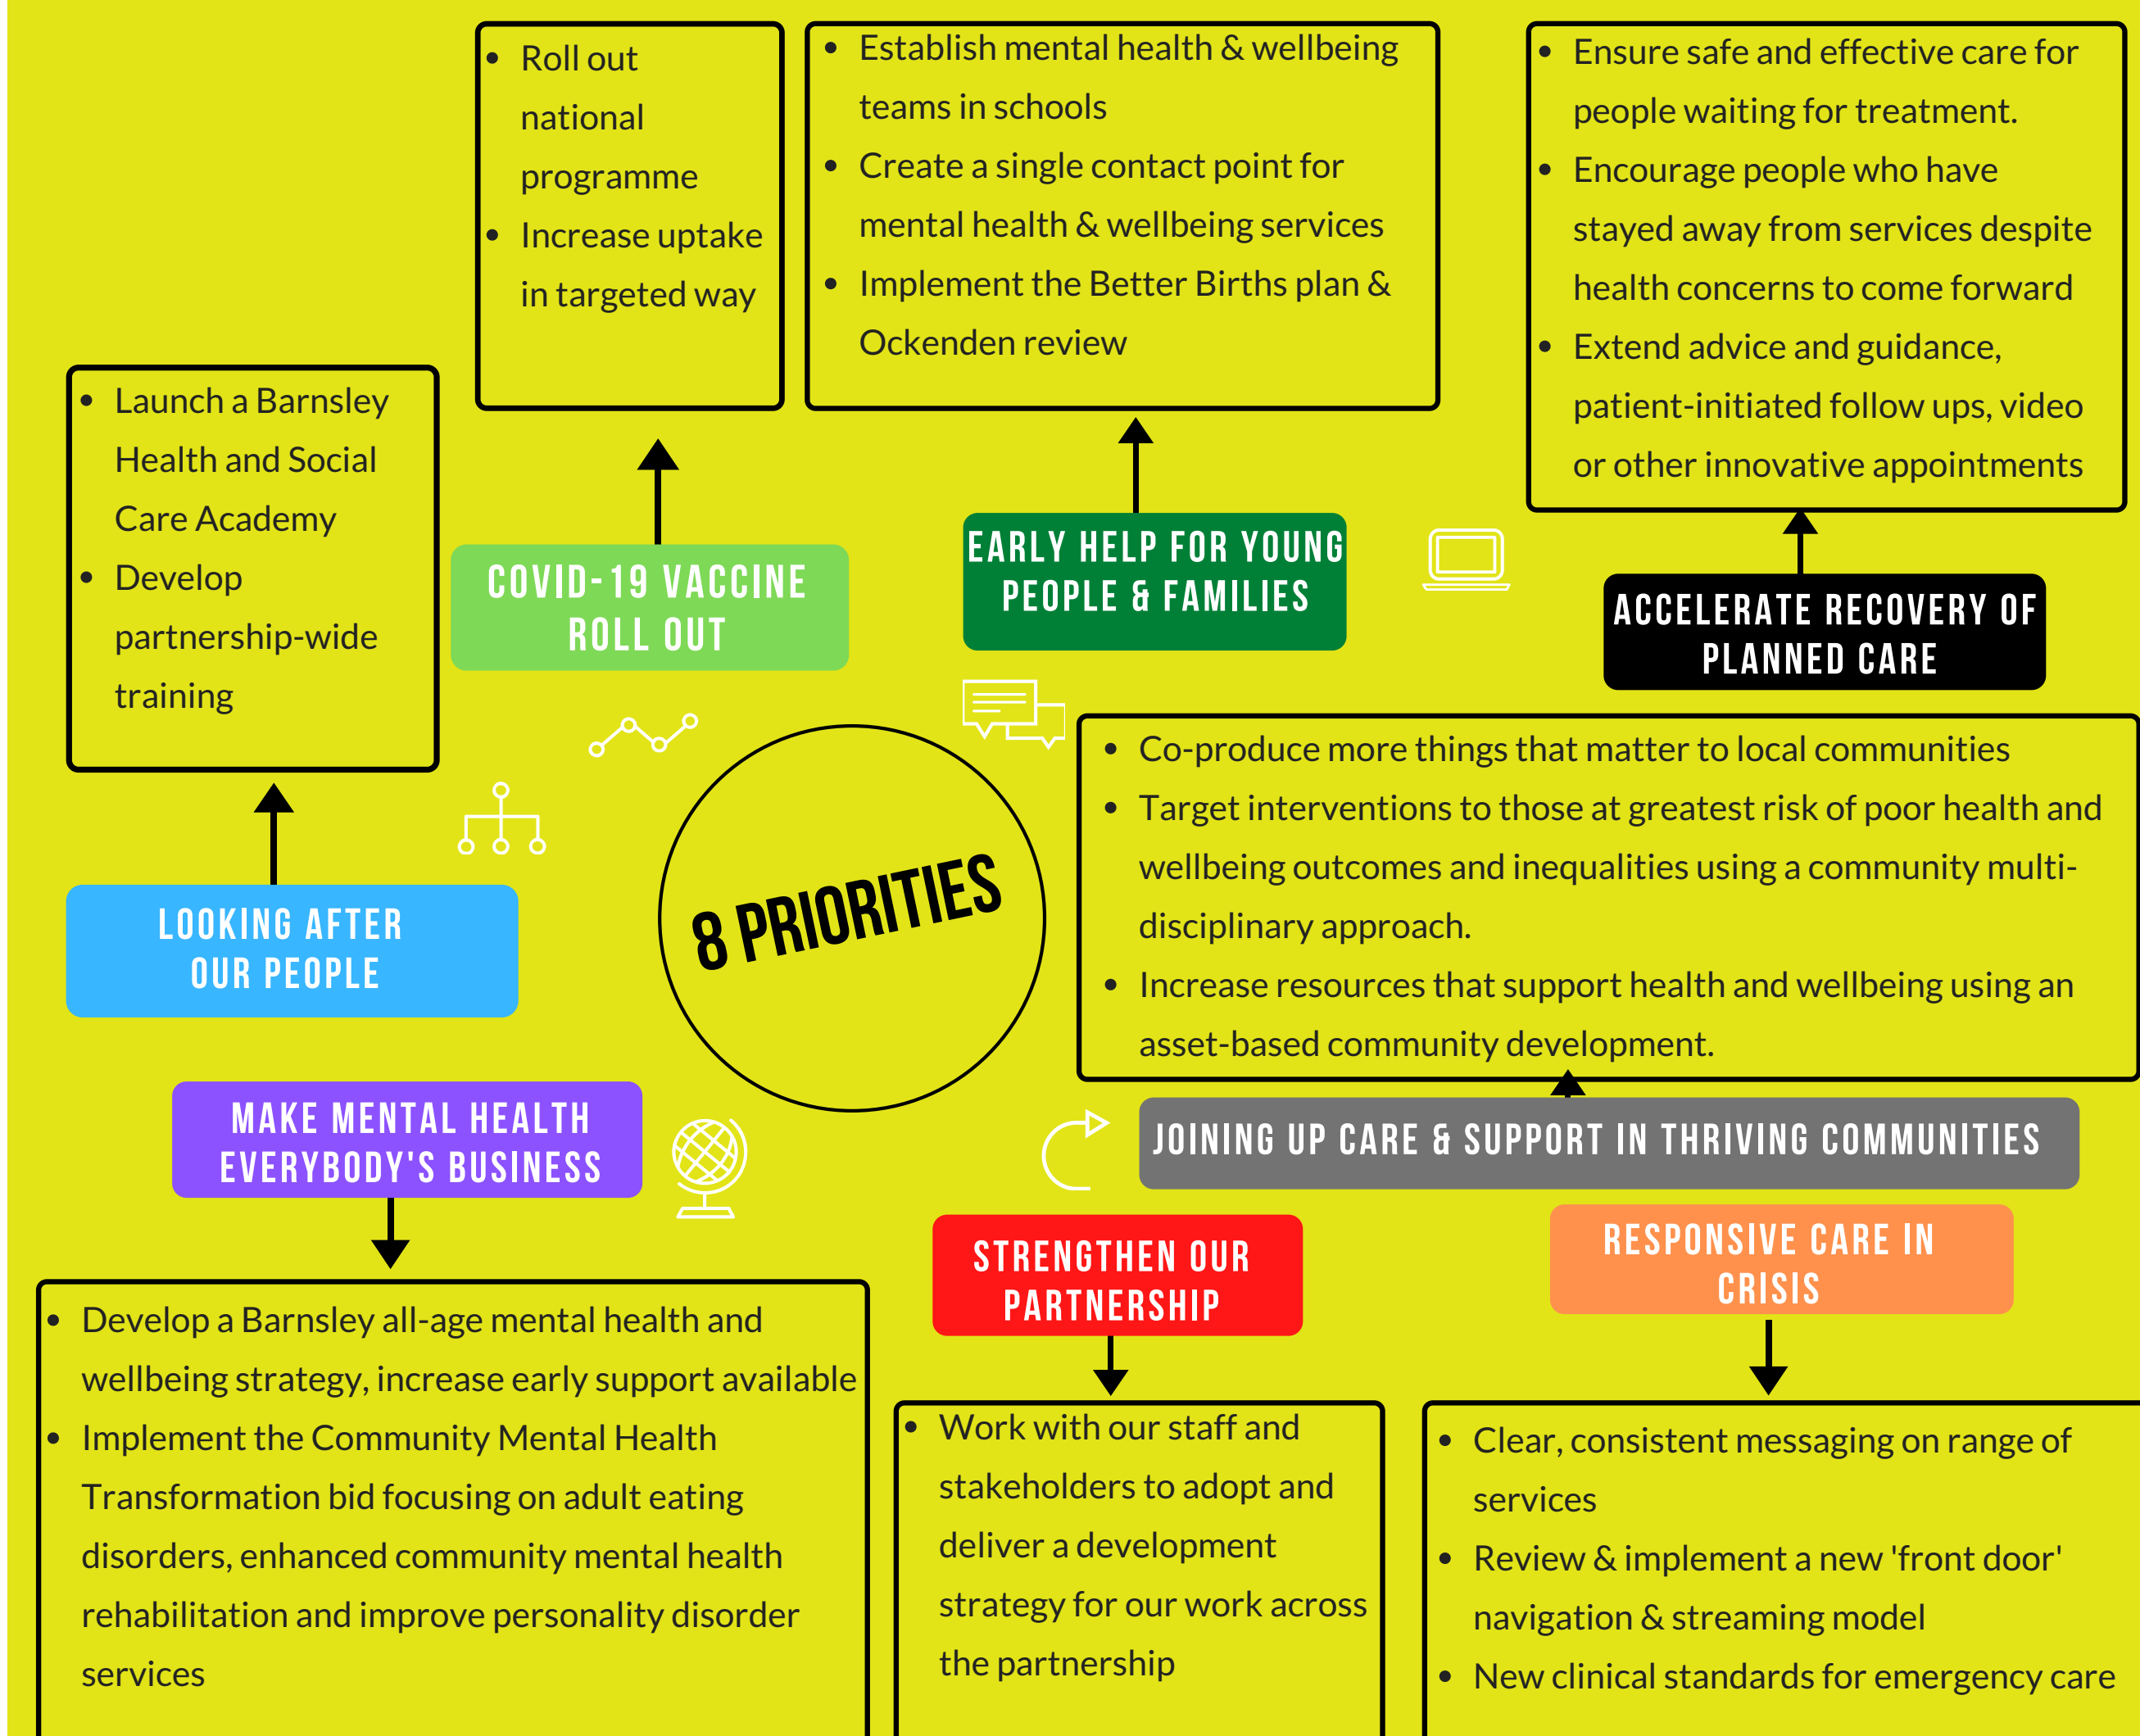 • Roll out
national
programme
• Increase uptake
in targeted way
• Establish mental health & wellbeing
teams in schools
• Create a single contact point for
mental health & wellbeing services
• Implement the Better Births plan &
Ockenden review
• Ensure safe and effective care for
people waiting for treatment.
• Encourage people who have
stayed away from services despite
health concerns to come forward
• Extend advice and guidance,
patient-initiated follow ups, video
or other innovative appointments
• Launch a Barnsley
Health and Social
Care Academy
• Develop
partnership-wide
training
COVID-19 VACCINE
ROLL OUT
EARLY HELP FOR YOUNG
PEOPLE & FAMILIES
ACCELERATE RECOVERY OF
PLANNED CARE
LOOKING AFTER
OUR PEOPLE
8 PRIORITIES
• Co-produce more things that matter to local communities
• Target interventions to those at greatest risk of poor health and
wellbeing outcomes and inequalities using a community multi-
disciplinary approach.
• Increase resources that support health and wellbeing using an
asset-based community development.
JOINING UP CARE & SUPPORT IN THRIVING COMMUNITIES
MAKE MENTAL HEALTH
EVERYBODY'S BUSINESS
• Develop a Barnsley all-age mental health and
wellbeing strategy, increase early support available
• Implement the Community Mental Health
Transformation bid focusing on adult eating
disorders, enhanced community mental health
rehabilitation and improve personality disorder
services
STRENGTHEN OUR
PARTNERSHIP
• Work with our staff and
stakeholders to adopt and
deliver a development
strategy for our work across
the partnership
RESPONSIVE CARE IN
CRISIS
• Clear, consistent messaging on range of
services
• Review & implement a new 'front door'
navigation & streaming model
• New clinical standards for emergency care